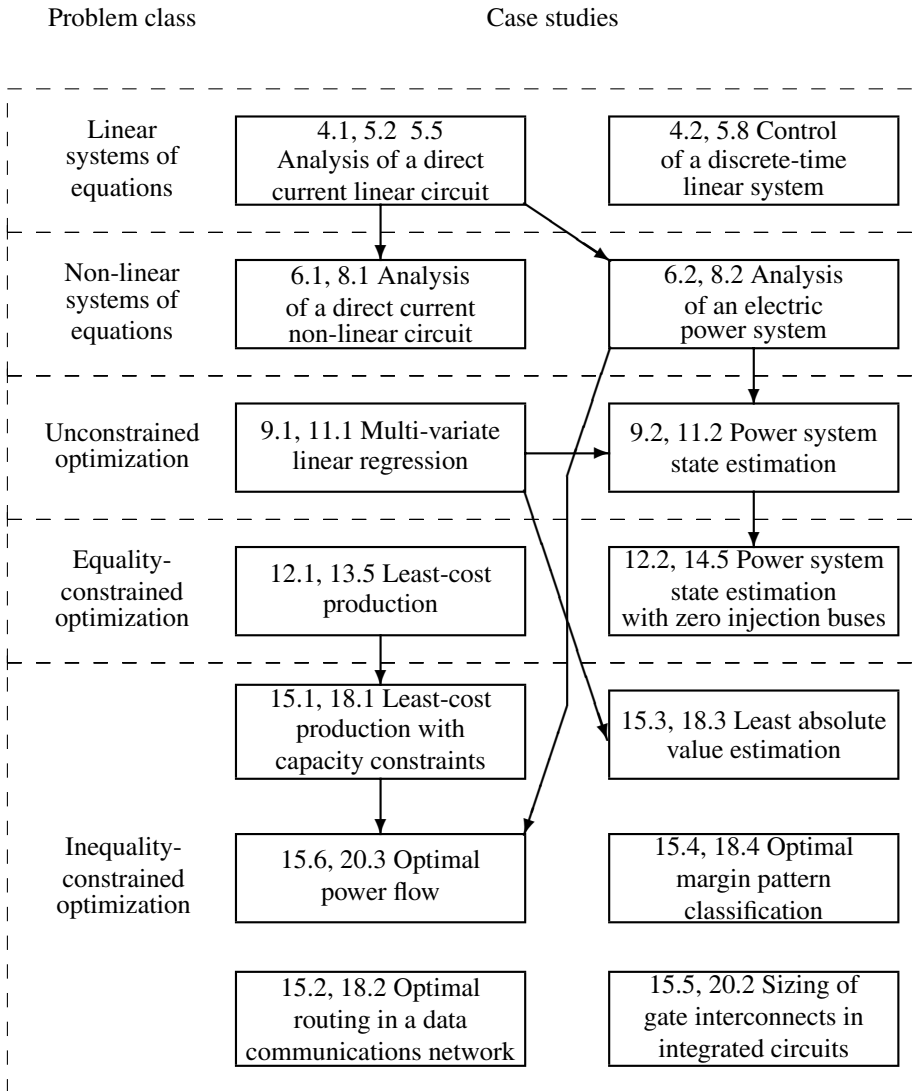 Problem class
Case studies
Linear
systems of
equations
4.1, 5.2 5.5
Analysis of a direct
current linear circuit
4.2, 5.8 Control
of a discrete-time
linear system
Non-linear
systems of
equations
6.1, 8.1 Analysis
of a direct current
non-linear circuit
6.2, 8.2 Analysis
of an electric
power system
Unconstrained
optimization
9.1, 11.1 Multi-variate
linear regression
9.2, 11.2 Power system
state estimation
Equality-
constrained
optimization
12.1, 13.5 Least-cost
production
12.2, 14.5 Power system
state estimation
with zero injection buses
15.1, 18.1 Least-cost
production with
capacity constraints
15.3, 18.3 Least absolute
value estimation
Inequality-
constrained
optimization
15.6, 20.3 Optimal
power flow
15.4, 18.4 Optimal
margin pattern
classification
15.2, 18.2 Optimal
routing in a data
communications network
15.5, 20.2 Sizing of
gate interconnects in
integrated circuits